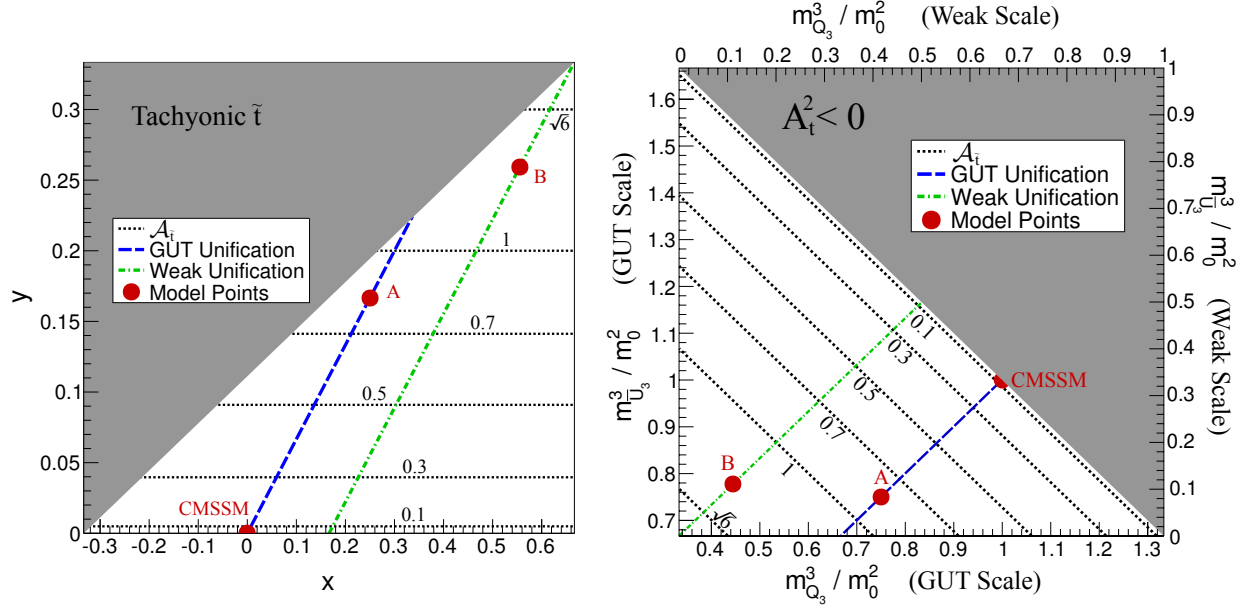 Tachyonic t̃
0.3
0.25
0.2
0.15
0.1
0.05
0
y
√6
B
1
A
0.7
0.5
0.3
CMSSM
0.1
𝒜t̃
GUT Unification
Weak Unification
Model Points
-0.3 -0.2 -0.1 0 0.1 0.2 0.3 0.4 0.5 0.6
x
m³Q₃ / m²₀ (Weak Scale)
0 0.1 0.2 0.3 0.4 0.5 0.6 0.7 0.8 0.9 1
A²t < 0
𝒜t̃
GUT Unification
Weak Unification
Model Points
1.6
1.5
1.4
1.3
1.2
1.1
1
0.9
0.8
0.7
m³U̅₃ / m²₀ (GUT Scale)
1
0.9
0.8
0.7
0.6
0.5
0.4
0.3
0.2
0.1
0
m³U̅₃ / m²₀ (Weak Scale)
0.1
0.3
0.5
0.7
1
√6
CMSSM
B
A
0.4 0.5 0.6 0.7 0.8 0.9 1 1.1 1.2 1.3
m³Q₃ / m²₀ (GUT Scale)